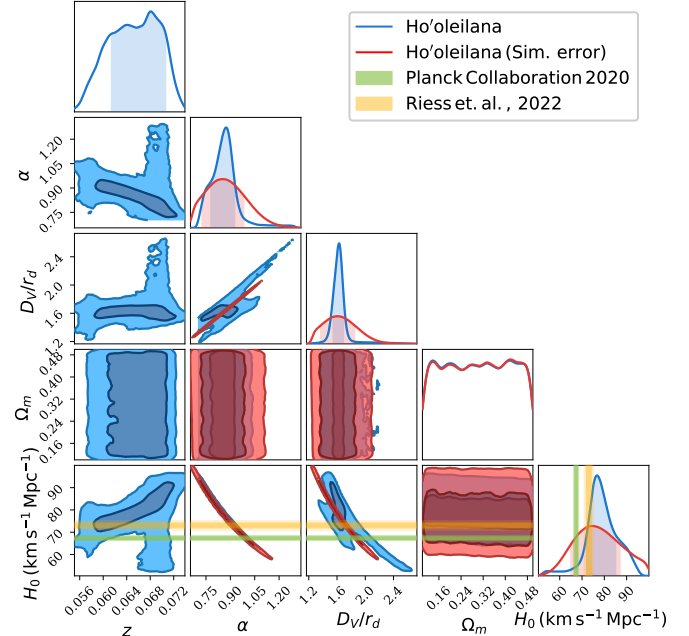 Ho′oleilana
Ho′oleilana (Sim. error)
Planck Collaboration 2020
Riess et. al. , 2022
α
1.20
1.05
0.90
0.75
D_V/r_d
2.4
2.0
1.6
1.2
Ω_m
0.48
0.40
0.32
0.24
0.16
H_0 (km s^−1 Mpc^−1)
90
80
70
60
0.056 0.060 0.064 0.068 0.072
0.75 0.90 1.05 1.20
1.2 1.6 2.0 2.4
0.16 0.24 0.32 0.40 0.48
60 70 80 90
z
α
D_V/r_d
Ω_m
H_0 (km s^−1 Mpc^−1)